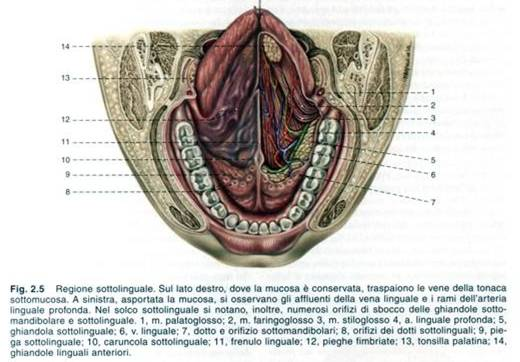 14
13
12
11
10
9
8
1
2
3
4
5
6
7
Fig. 2.5 Regione sottolinguale. Sul lato destro, dove la mucosa è conservata, traspaiono le vene della tonaca
sottomucosa. A sinistra, asportata la mucosa, si osservano gli affluenti della vena linguale e i rami dell'arteria
linguale profonda. Nel solco sottolinguale si notano, inoltre, numerosi orifizi di sbocco delle ghiandole sotto-
mandibolare e sottolinguale. 1, m. palatoglosso; 2, m. faringoglosso 3, m. stiloglosso 4, a. linguale profonda; 5,
ghiandola sottolinguale; 6, v. linguale; 7, dotto e orifizio sottomandibolari; 8, orifizi dei dotti sottolinguali; 9, pie-
ga sottolinguale; 10, caruncola sottolinguale; 11, frenulo linguale; 12, pieghe fimbriate; 13, tonsilla palatina; 14,
ghiandole linguali anteriori.